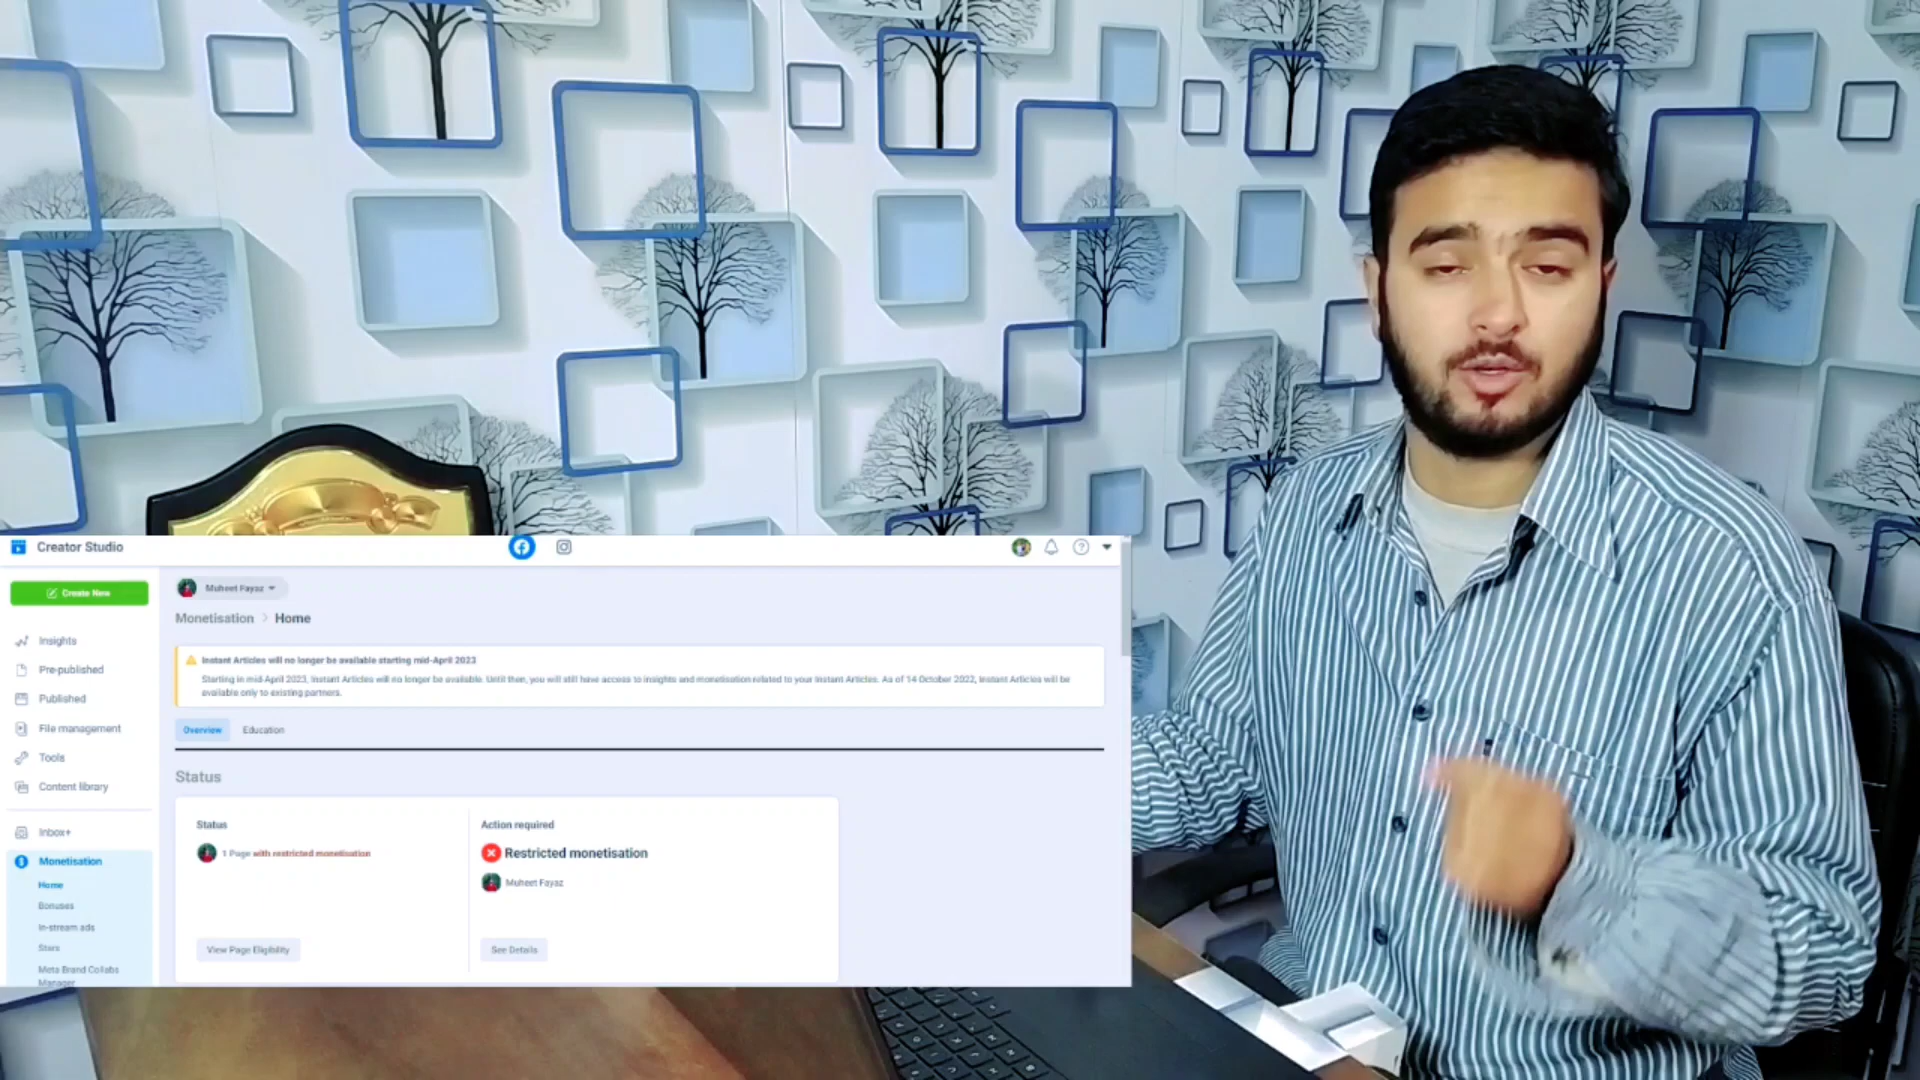 Creator Studio
Create New
Insights
Pre-published
Published
File management
Tools
Content library
Inbox+
Monetisation
Home
Bonuses
In-stream ads
Stars
Meta Brand Collabs
Manager
Muheet Fayaz
Monetisation > Home
Instant Articles will no longer be available starting mid-April 2023
Starting in mid-April 2023, Instant Articles will no longer be available. Until then, you will still have access to insights and monetisation related to your Instant Articles. As of 14 October 2022, Instant Articles will be
available only to existing partners.
Overview Education
Status
Status
1 Page with restricted monetisation
View Page Eligibility
Action required
Restricted monetisation
Muheet Fayaz
See Details